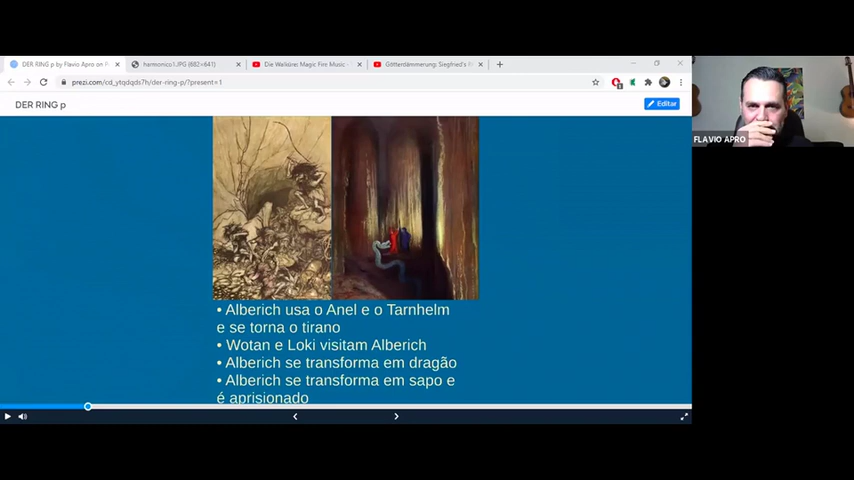 DER RING p by Flavio Apro on P
harmonico1.JPG (682×641)
Die Walküre: Magic Fire Music -
Götterdämmerung: Siegfried's
prezi.com/cd_ytqdqds7h/der-ring-p/?present=1
DER RING p
Editar
FLAVIO APRO
• Alberich usa o Anel e o Tarnhelm
e se torna o tirano
• Wotan e Loki visitam Alberich
• Alberich se transforma em dragão
• Alberich se transforma em sapo e
é aprisionado